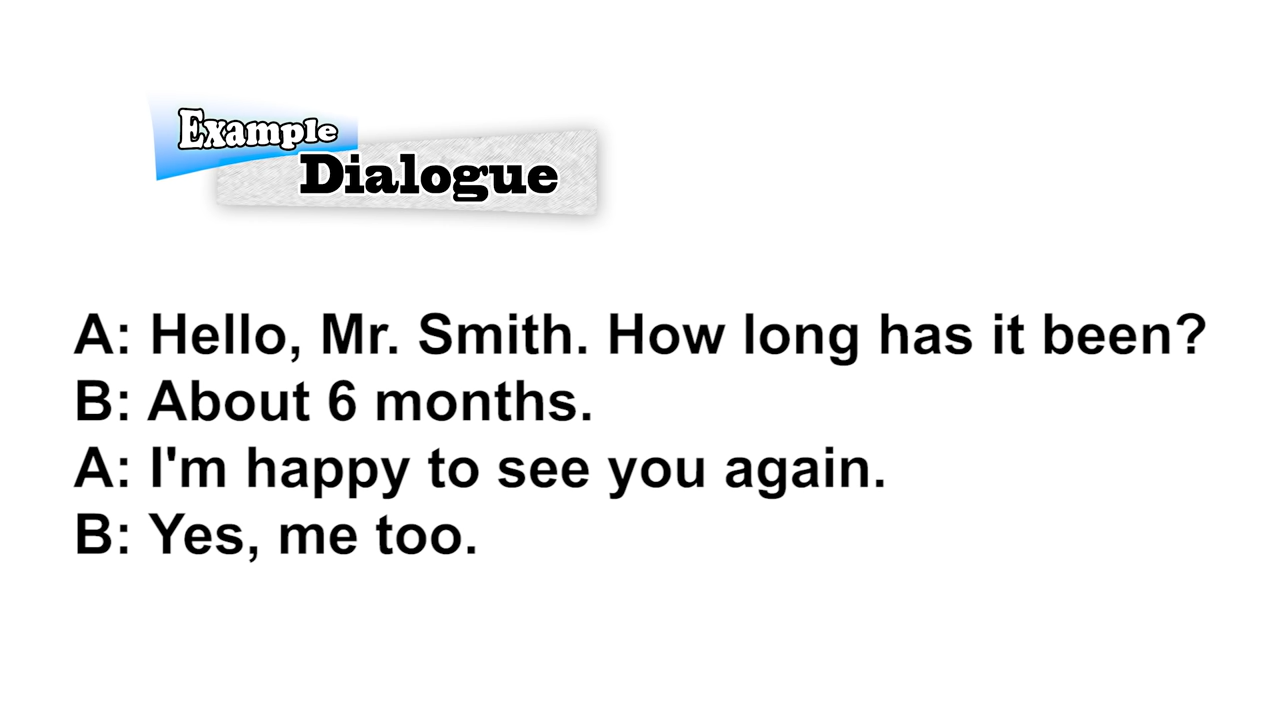 Example
Dialogue
A: Hello, Mr. Smith. How long has it been?
B: About 6 months.
A: I'm happy to see you again.
B: Yes, me too.